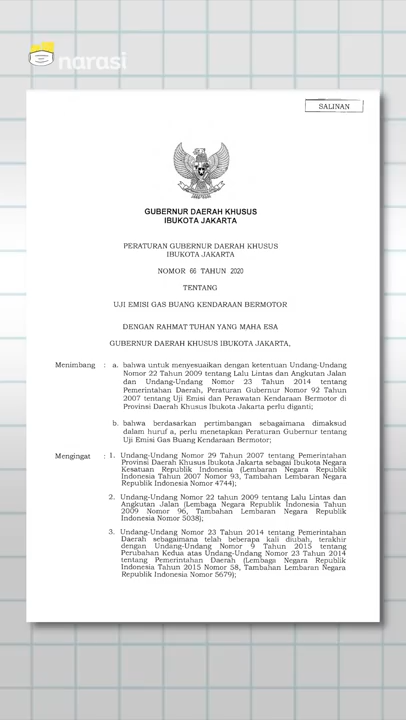 narasi
SALINAN
GUBERNUR DAERAH KHUSUS
IBUKOTA JAKARTA
PERATURAN GUBERNUR DAERAH KHUSUS
IBUKOTA JAKARTA
NOMOR 66 TAHUN 2020
TENTANG
UJI EMISI GAS BUANG KENDARAAN BERMOTOR
DENGAN RAHMAT TUHAN YANG MAHA ESA
GUBERNUR DAERAH KHUSUS IBUKOTA JAKARTA,
Menimbang : a. bahwa untuk menyesuaikan dengan ketentuan Undang-Undang
Nomor 22 Tahun 2009 tentang Lalu Lintas dan Angkutan Jalan
dan Undang-Undang Nomor 23 Tahun 2014 tentang
Pemerintahan Daerah, Peraturan Gubernur Nomor 92 Tahun
2007 tentang Uji Emisi dan Perawatan Kendaraan Bermotor di
Provinsi Daerah Khusus Ibukota Jakarta perlu diganti;
b. bahwa berdasarkan pertimbangan sebagaimana dimaksud
dalam huruf a, perlu menetapkan Peraturan Gubernur tentang
Uji Emisi Gas Buang Kendaraan Bermotor;
Mengingat : 1. Undang-Undang Nomor 29 Tahun 2007 tentang Pemerintahan
Provinsi Daerah Khusus Ibukota Jakarta sebagai Ibukota Negara
Kesatuan Republik Indonesia (Lembaran Negara Republik
Indonesia Tahun 2007 Nomor 93, Tambahan Lembaran Negara
Republik Indonesia Nomor 4744);
2. Undang-Undang Nomor 22 tahun 2009 tentang Lalu Lintas dan
Angkutan Jalan (Lembaga Negara Republik Indonesia Tahun
2009 Nomor 96, Tambahan Lembaran Negara Republik
Indonesia Nomor 5038);
3. Undang-Undang Nomor 23 Tahun 2014 tentang Pemerintahan
Daerah sebagaimana telah beberapa kali diubah, terakhir
dengan Undang-Undang Nomor 9 Tahun 2015 tentang
Perubahan Kedua atas Undang-Undang Nomor 23 Tahun 2014
tentang Pemerintahan Daerah (Lembaga Negara Republik
Indonesia Tahun 2015 Nomor 58, Tambahan Lembaran Negara
Republik Indonesia Nomor 5679);